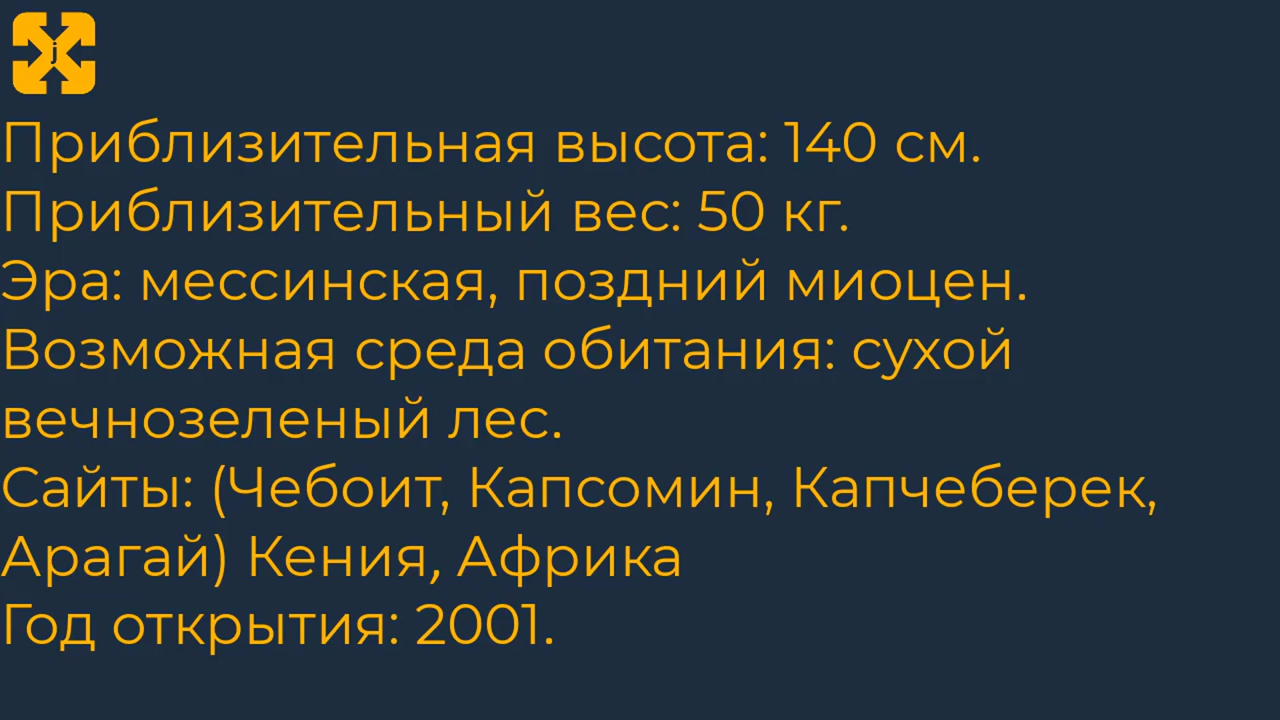 j
Приблизительная высота: 140 см.
Приблизительный вес: 50 кг.
Эра: мессинская, поздний миоцен.
Возможная среда обитания: сухой
вечнозеленый лес.
Сайты: (Чебоит, Капсомин, Капчеберек,
Арагай) Кения, Африка
Год открытия: 2001.